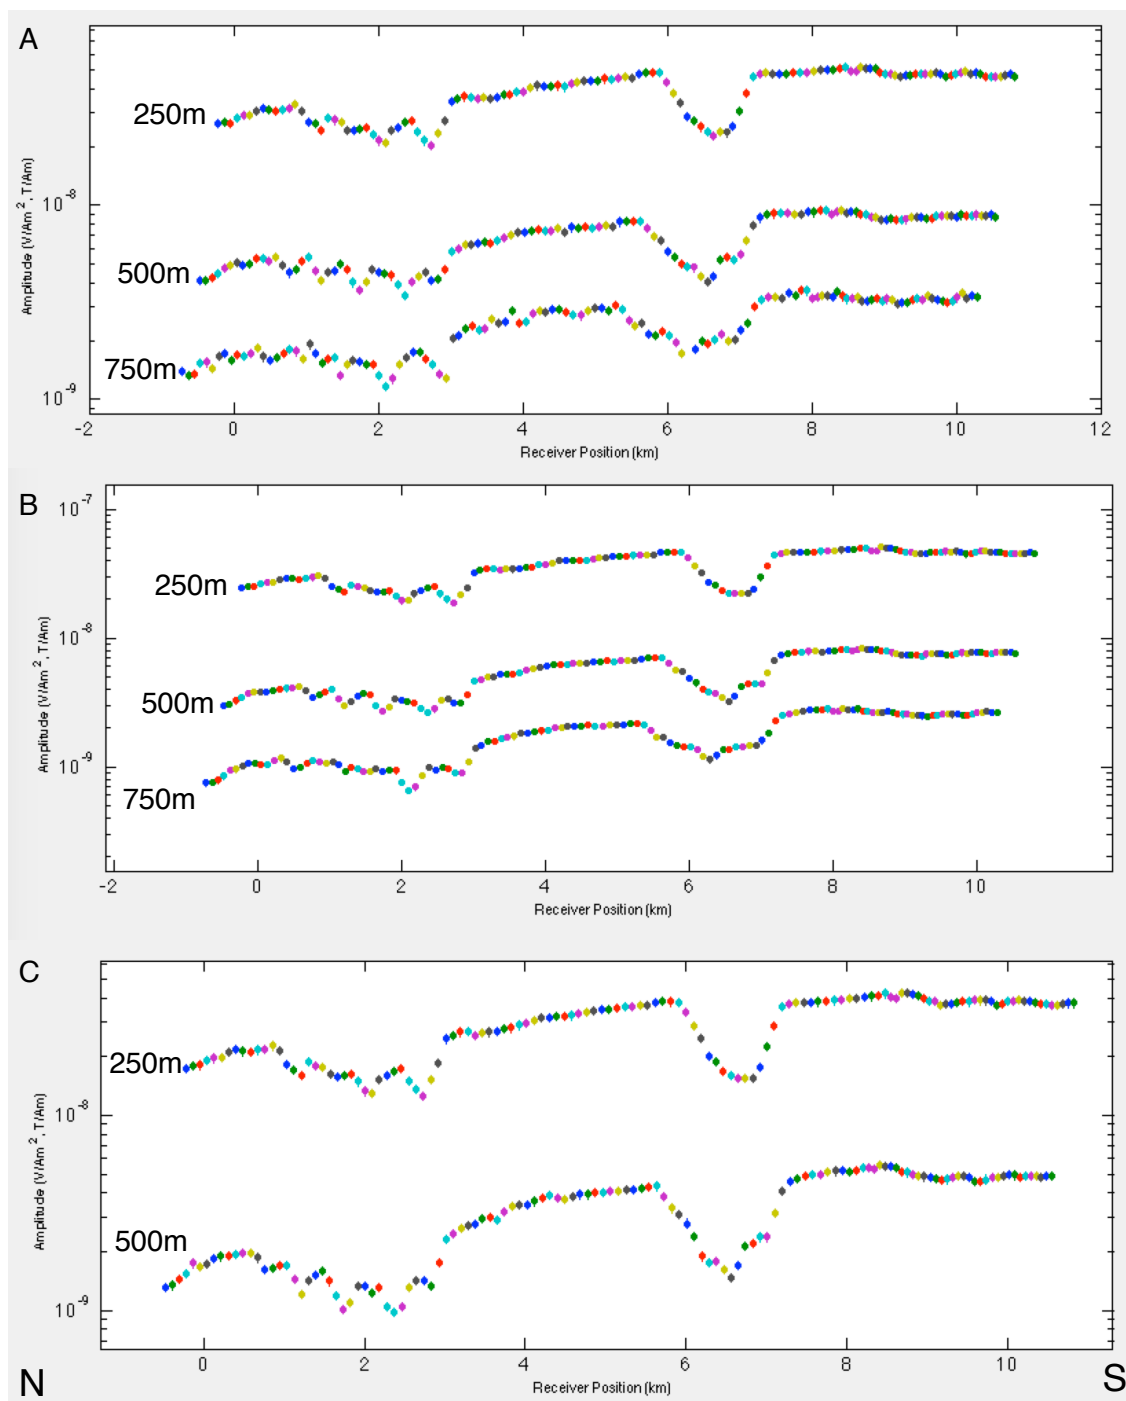 A
250m
500m
750m
10⁻⁸
10⁻⁹
Amplitude (V/Am², T/Am)
-2 0 2 4 6 8 10 12
Receiver Position (km)
B
250m
500m
750m
10⁻⁷
10⁻⁸
10⁻⁹
Amplitude (V/Am², T/Am)
-2 0 2 4 6 8 10
Receiver Position (km)
C
250m
500m
10⁻⁸
10⁻⁹
Amplitude (V/Am², T/Am)
0 2 4 6 8 10
Receiver Position (km)
N S